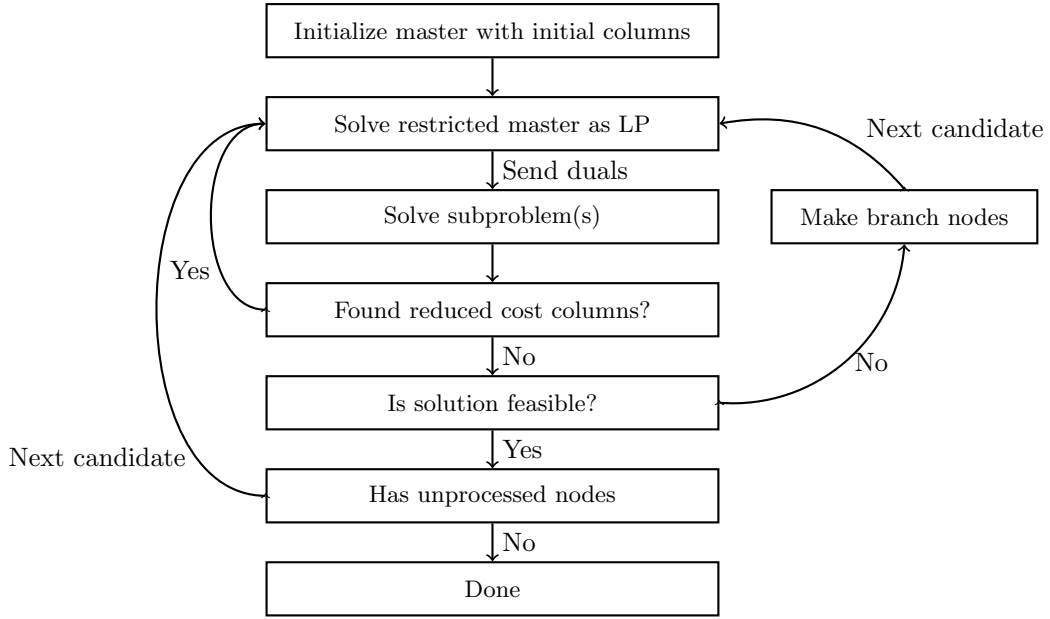 Initialize master with initial columns
Solve restricted master as LP
Next candidate
Send duals
Solve subproblem(s)
Make branch nodes
Yes
Found reduced cost columns?
No
No
Is solution feasible?
Yes
Next candidate
Has unprocessed nodes
No
Done